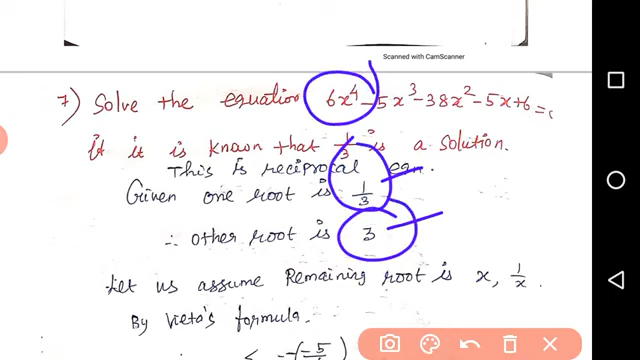 Scanned with CamScanner
7) Solve the equation 6x⁴ - 5x³ - 38x² - 5x + 6 = 0
If it is known that 1/3 is a solution.
This is reciprocal eqn.
Given one root is 1/3
∴ other root is 3
Let us assume Remaining root is x, 1/x.
By Vieta's formula.